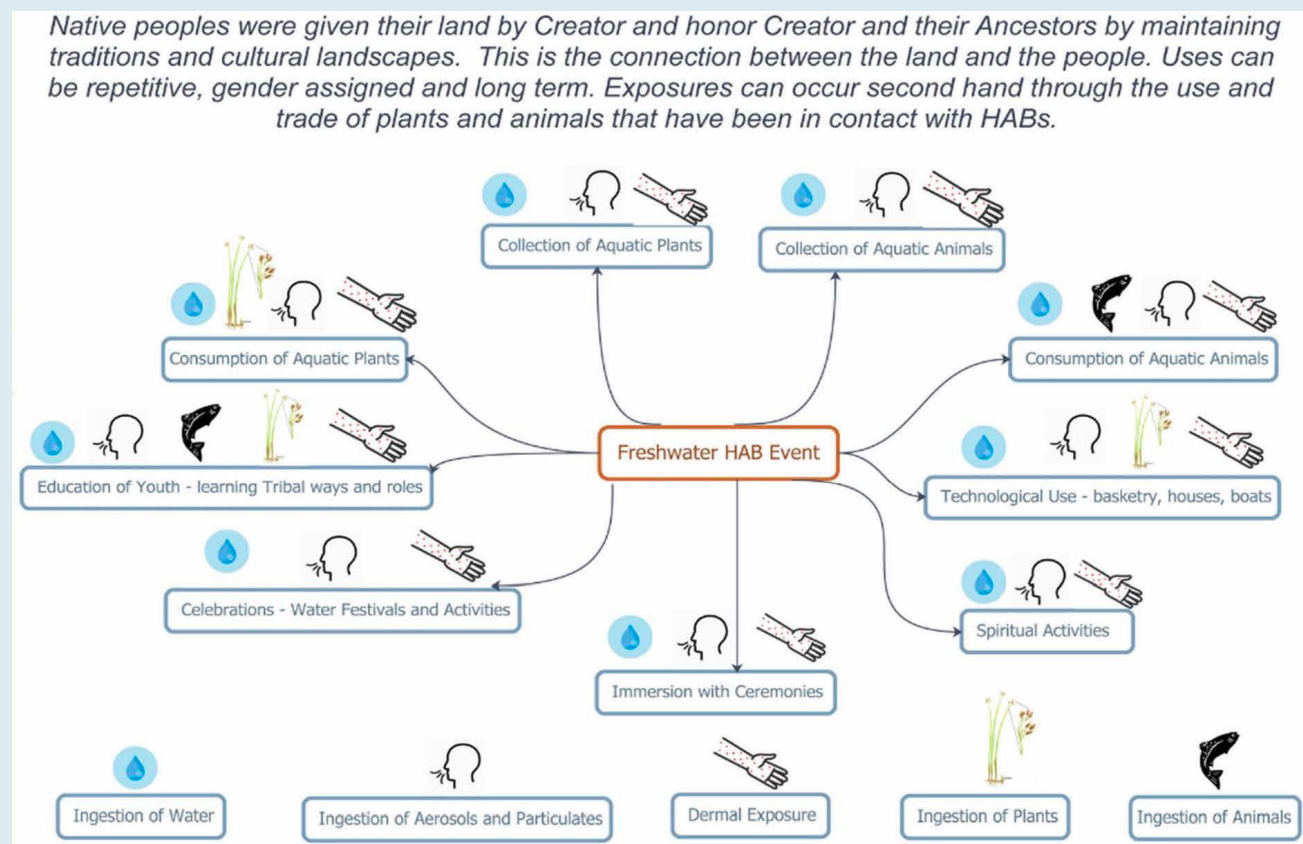 Native peoples were given their land by Creator and honor Creator and their Ancestors by maintaining
traditions and cultural landscapes. This is the connection between the land and the people. Uses can
be repetitive, gender assigned and long term. Exposures can occur second hand through the use and
trade of plants and animals that have been in contact with HABs.
Collection of Aquatic Plants
Collection of Aquatic Animals
Consumption of Aquatic Plants
Consumption of Aquatic Animals
Freshwater HAB Event
Education of Youth - learning Tribal ways and roles
Technological Use - basketry, houses, boats
Celebrations - Water Festivals and Activities
Spiritual Activities
Immersion with Ceremonies
Ingestion of Water
Ingestion of Aerosols and Particulates
Dermal Exposure
Ingestion of Plants
Ingestion of Animals